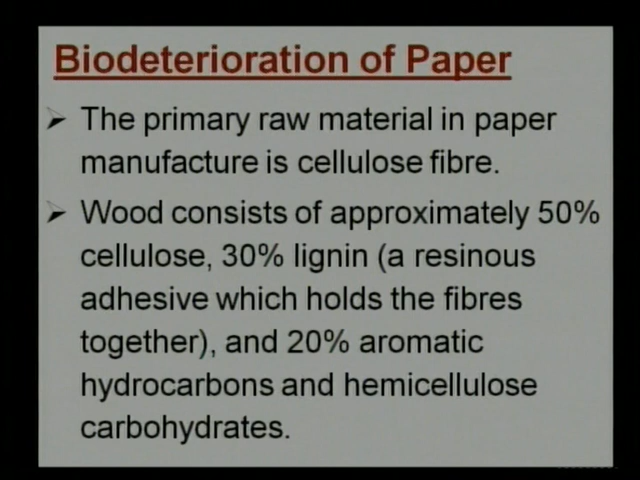 Biodeterioration of Paper
➢ The primary raw material in paper
manufacture is cellulose fibre.
➢ Wood consists of approximately 50%
cellulose, 30% lignin (a resinous
adhesive which holds the fibres
together), and 20% aromatic
hydrocarbons and hemicellulose
carbohydrates.